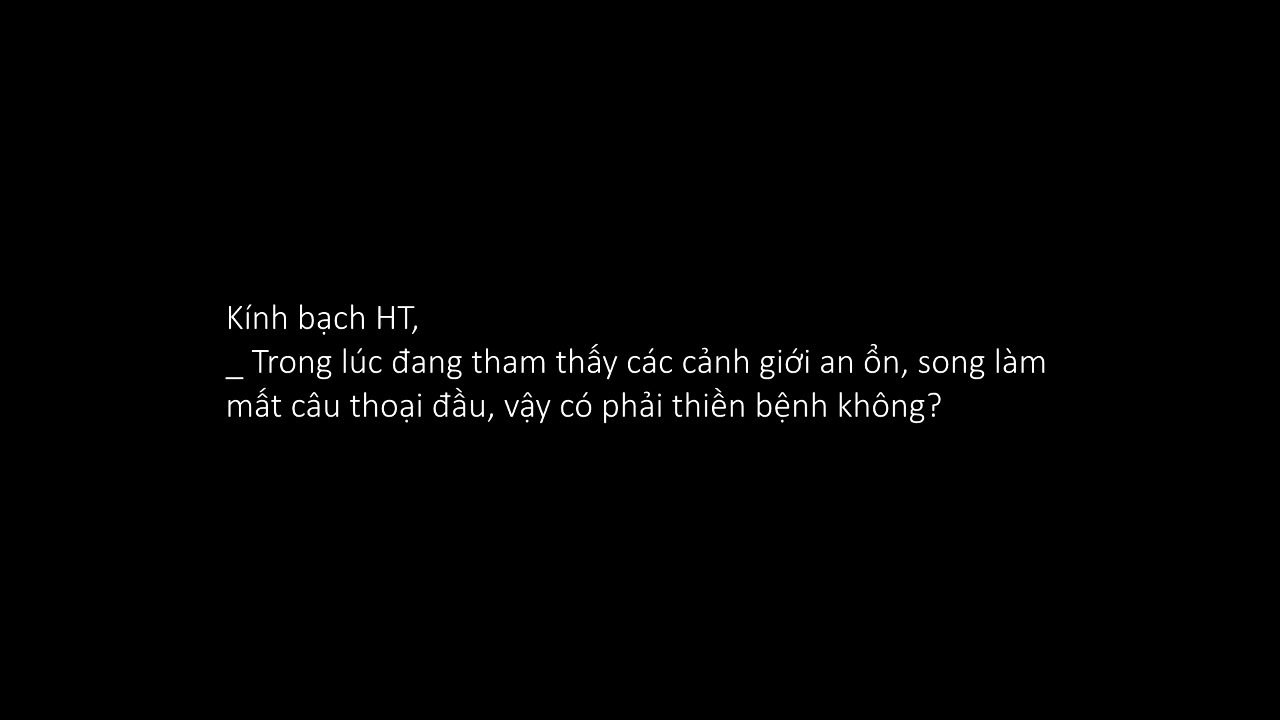 Kính bạch HT,
_ Trong lúc đang tham thấy các cảnh giới an ổn, song làm
mất câu thoại đầu, vậy có phải thiền bệnh không?